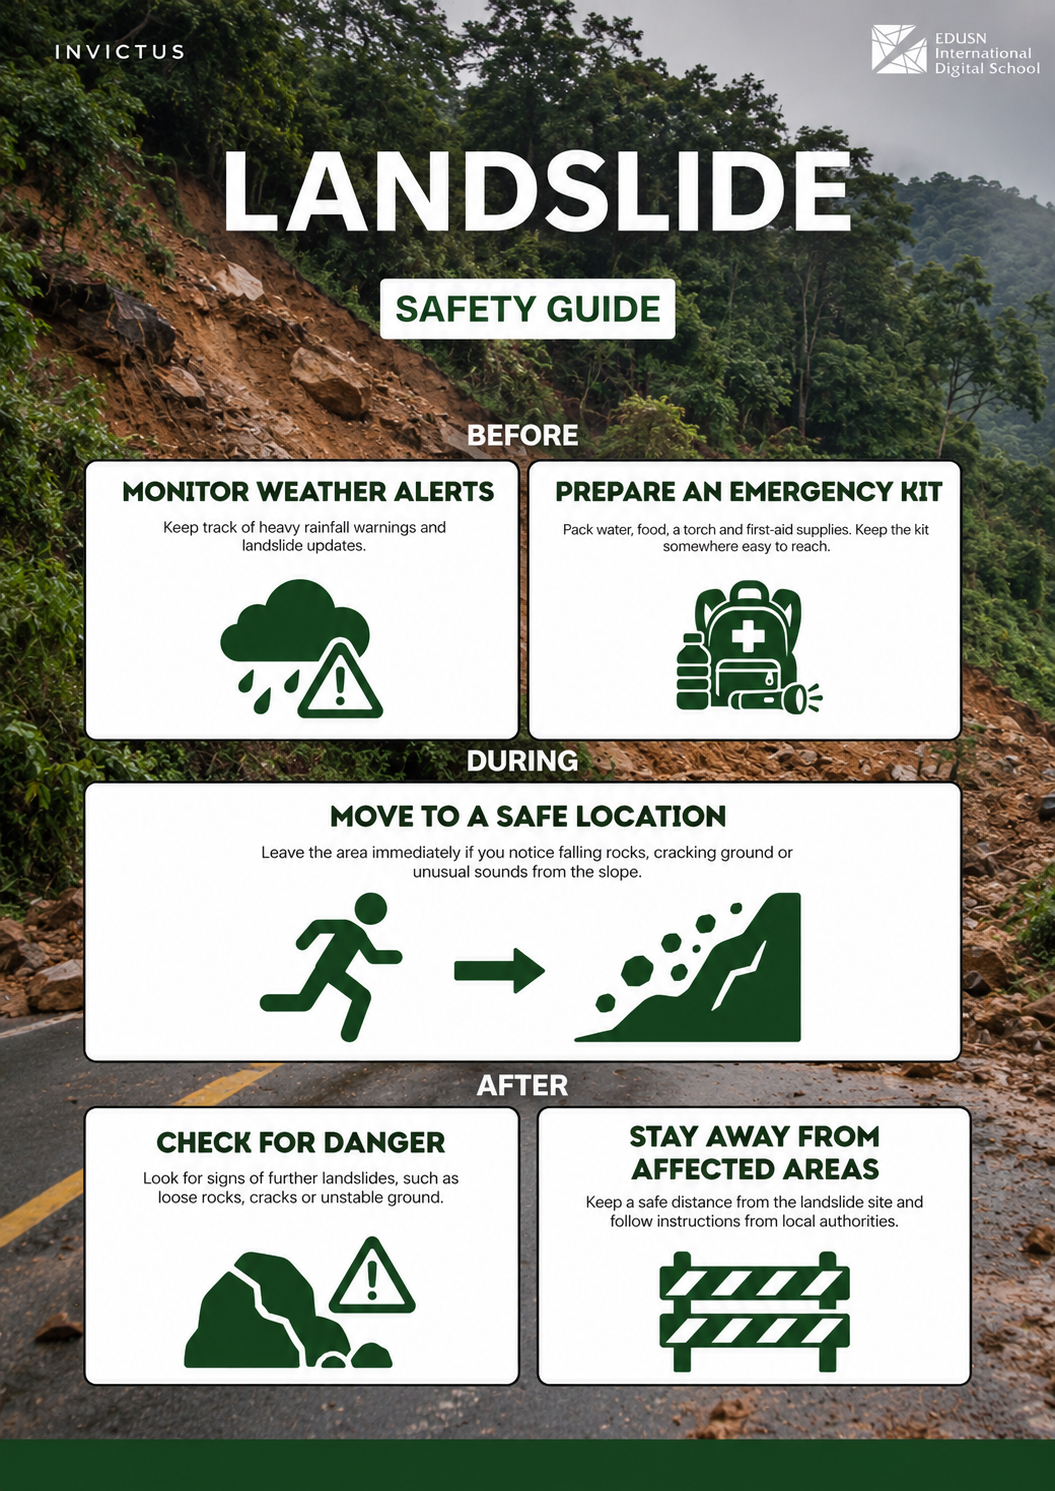 INVICTUS
EDUSN
International
Digital School
LANDSLIDE
SAFETY GUIDE
BEFORE
MONITOR WEATHER ALERTS
Keep track of heavy rainfall warnings and
landslide updates.
PREPARE AN EMERGENCY KIT
Pack water, food, a torch and first-aid supplies. Keep the kit
somewhere easy to reach.
DURING
MOVE TO A SAFE LOCATION
Leave the area immediately if you notice falling rocks, cracking ground or
unusual sounds from the slope.
AFTER
CHECK FOR DANGER
Look for signs of further landslides, such as
loose rocks, cracks or unstable ground.
STAY AWAY FROM
AFFECTED AREAS
Keep a safe distance from the landslide site and
follow instructions from local authorities.